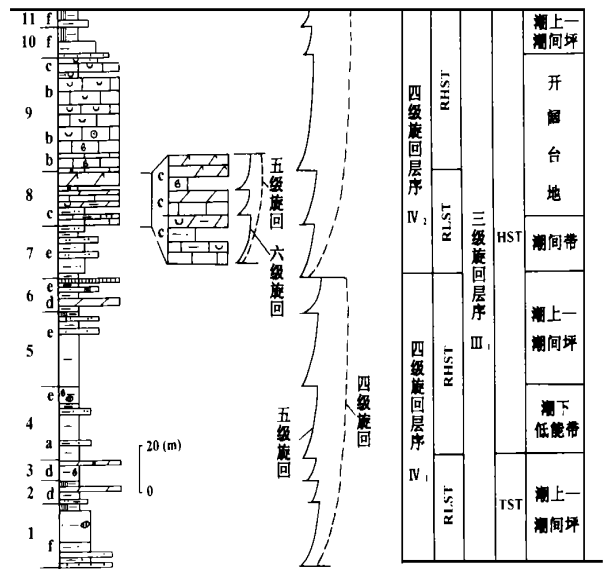 11
f
10
f
c
b
9
b
b
8
c
7
e
6
e
d
e
5
e
4
a
3
d
2
d
1
f
c
c
c
五级旋回
六级旋回
20 (m)
0
五级旋回
四级旋回
四级旋回层序
IV₂
四级旋回层序
IV₁
RHST
RLST
RHST
RLST
三级旋回层序
III₁
HST
TST
潮上—
潮间坪
开阔台地
潮间带
潮上—
潮间坪
潮下
低能带
潮上—
潮间坪